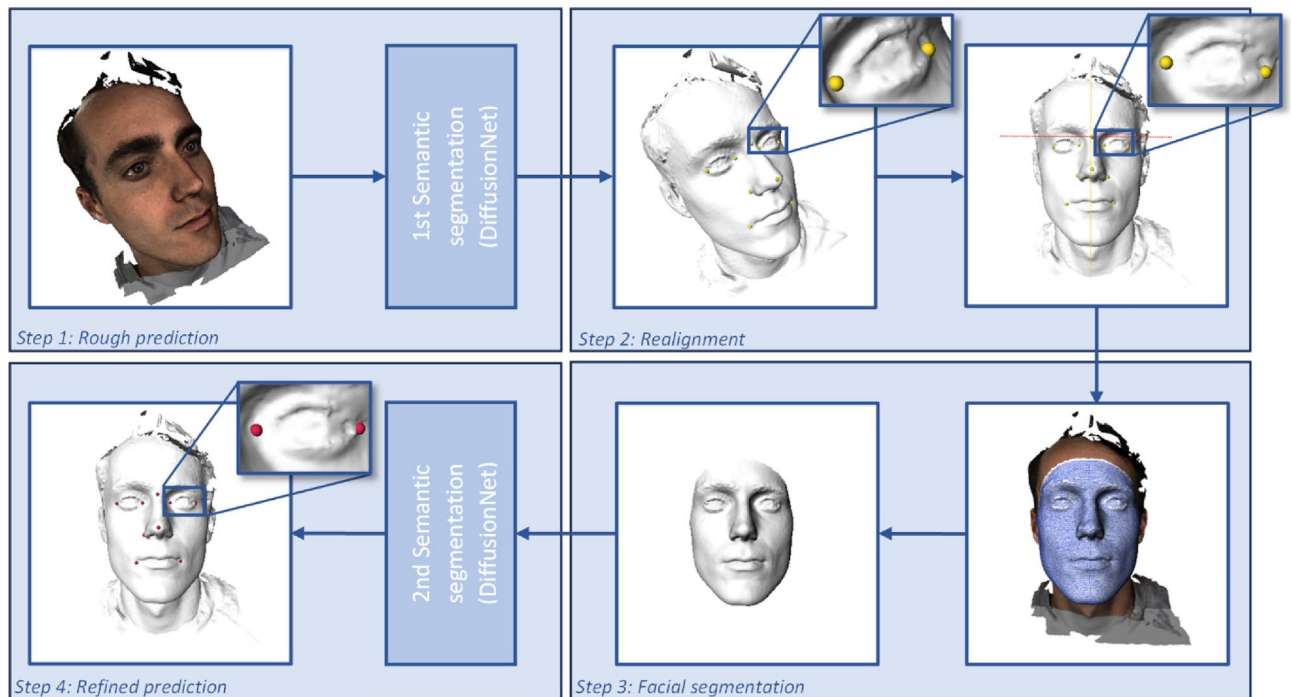 1st Semantic
segmentation
(DiffusionNet)
Step 1: Rough prediction
Step 2: Realignment
2nd Semantic
segmentation
(DiffusionNet)
Step 4: Refined prediction
Step 3: Facial segmentation